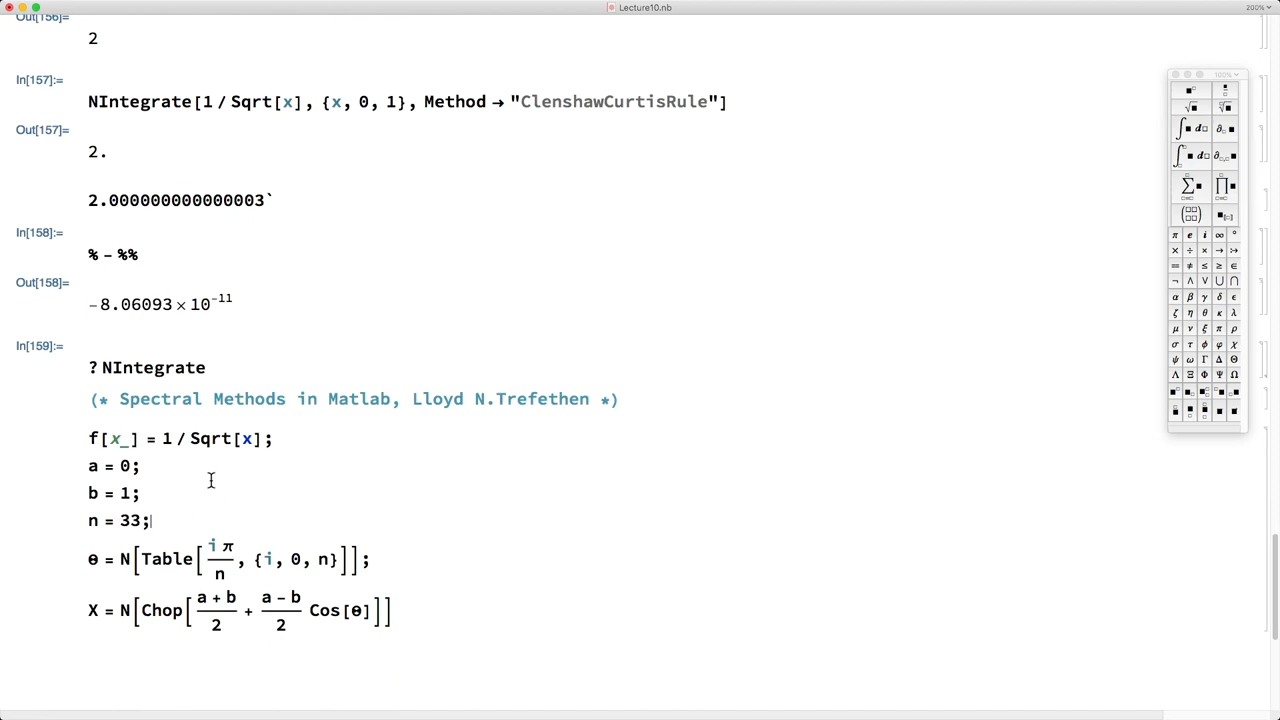 Lecture10.nb
200%
Out[156]=
2
In[157]:=
NIntegrate[1 / Sqrt[x], {x, 0, 1}, Method → "ClenshawCurtisRule"]
Out[157]=
2.
2.000000000000003`
In[158]:=
% - %%
Out[158]=
-8.06093 × 10^-11
In[159]:=
? NIntegrate
(* Spectral Methods in Matlab, Lloyd N.Trefethen *)
f[x_] = 1 / Sqrt[x];
a = 0;
b = 1;
n = 33;
θ = N[Table[i π / n, {i, 0, n}]];
X = N[Chop[a + b / 2 + a - b / 2 Cos[θ]]]
100%
π e i ∞ °
× ÷ × → :→
== ≠ ≤ ≥ ∈
¬ ∧ ∨ ∪ ∩
α β γ δ ϵ
ζ η θ κ λ
μ ν ξ π ρ
σ τ ϕ φ χ
ψ ω Γ Δ Θ
Λ Ξ Φ Ψ Ω